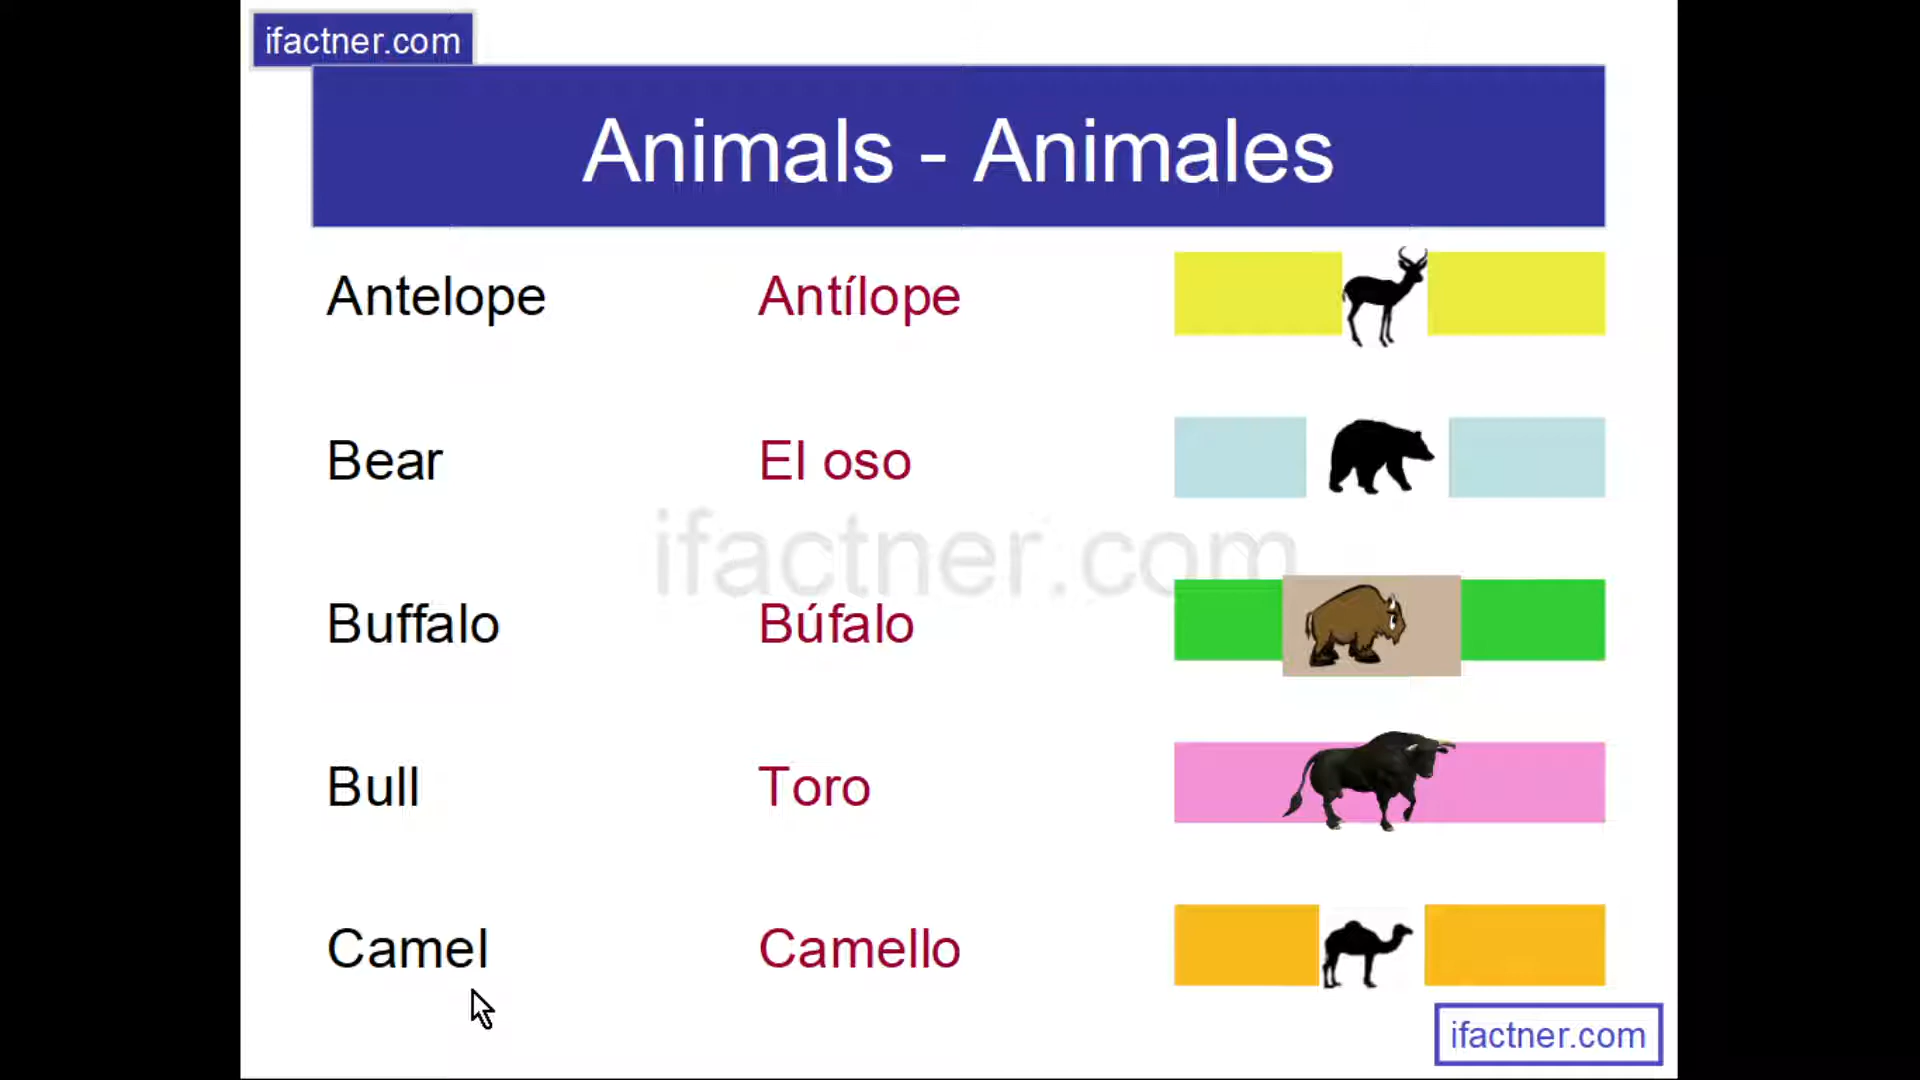 ifactner.com
Animals - Animales
Antelope Antílope
Bear El oso
ifactner.com
Buffalo Búfalo
Bull Toro
Camel Camello
ifactner.com